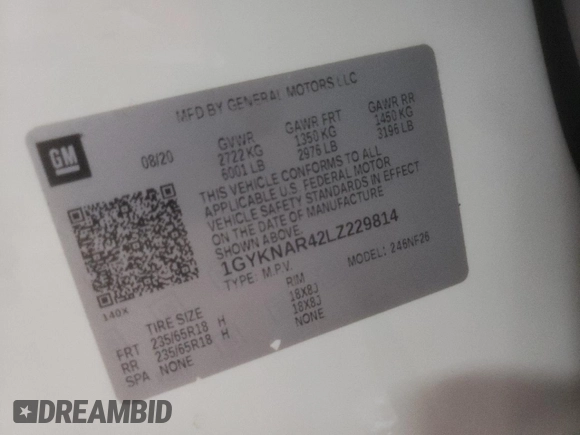 MFD BY GENERAL MOTORS LLC
GM
08/20 GVWR GAWR FRT GAWR RR
2722 KG 1350 KG 1450 KG
6001 LB 2976 LB 3196 LB
THIS VEHICLE CONFORMS TO ALL
APPLICABLE U.S. FEDERAL MOTOR
VEHICLE SAFETY STANDARDS IN EFFECT
ON THE DATE OF MANUFACTURE
SHOWN ABOVE.
1GYKNAR42LZ229814
TYPE: M.P.V. MODEL: 246NF26
140X
TIRE SIZE RIM
FRT 235/65R18 H 18X8J
RR 235/65R18 H 18X8J
SPA NONE NONE
DREAMBID